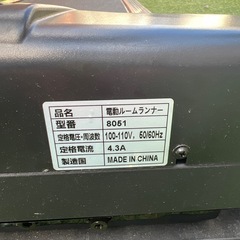 品名 電動ルームランナー
型番 8051
定格電圧・周波数 100-110V、50/60Hz
定格電流 4.3A
製造国 MADE IN CHINA